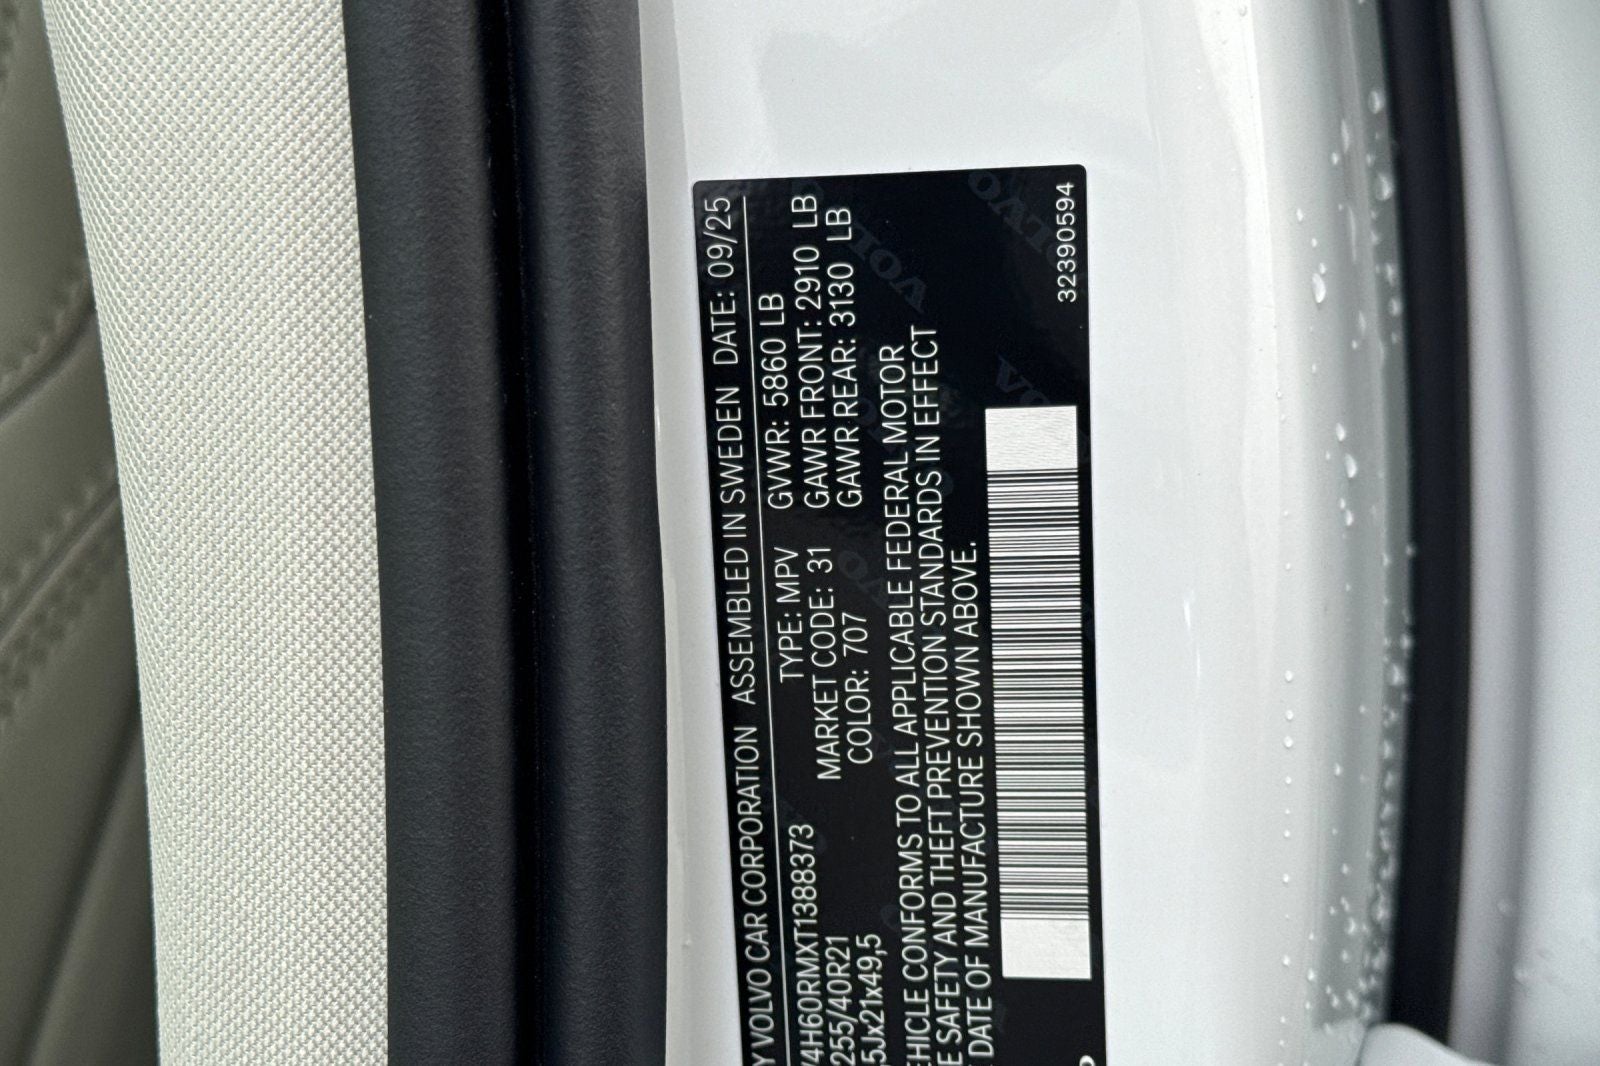 Y VOLVO CAR CORPORATION ASSEMBLED IN SWEDEN DATE: 09/25
V4H60RMXT1388373 TYPE: MPV GVWR: 5860 LB
255/40R21 MARKET CODE: 31 GAWR FRONT: 2910 LB
,5Jx21x49,5 COLOR: 707 GAWR REAR: 3130 LB
EHICLE CONFORMS TO ALL APPLICABLE FEDERAL MOTOR
E SAFETY AND THEFT PREVENTION STANDARDS IN EFFECT
DATE OF MANUFACTURE SHOWN ABOVE.
32390594
VOLVO
VOLVO